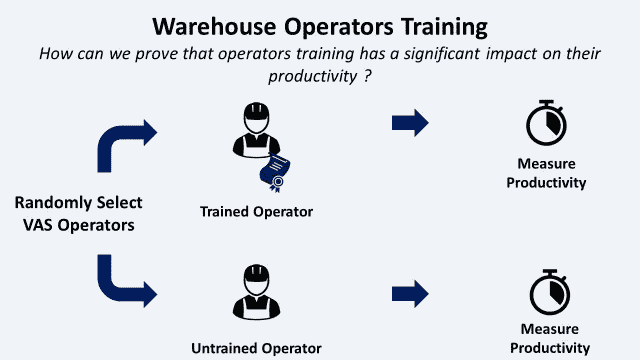 Warehouse Operators Training
How can we prove that operators training has a significant impact on their
productivity ?
Randomly Select
VAS Operators
Trained Operator
Measure
Productivity
Untrained Operator
Measure
Productivity